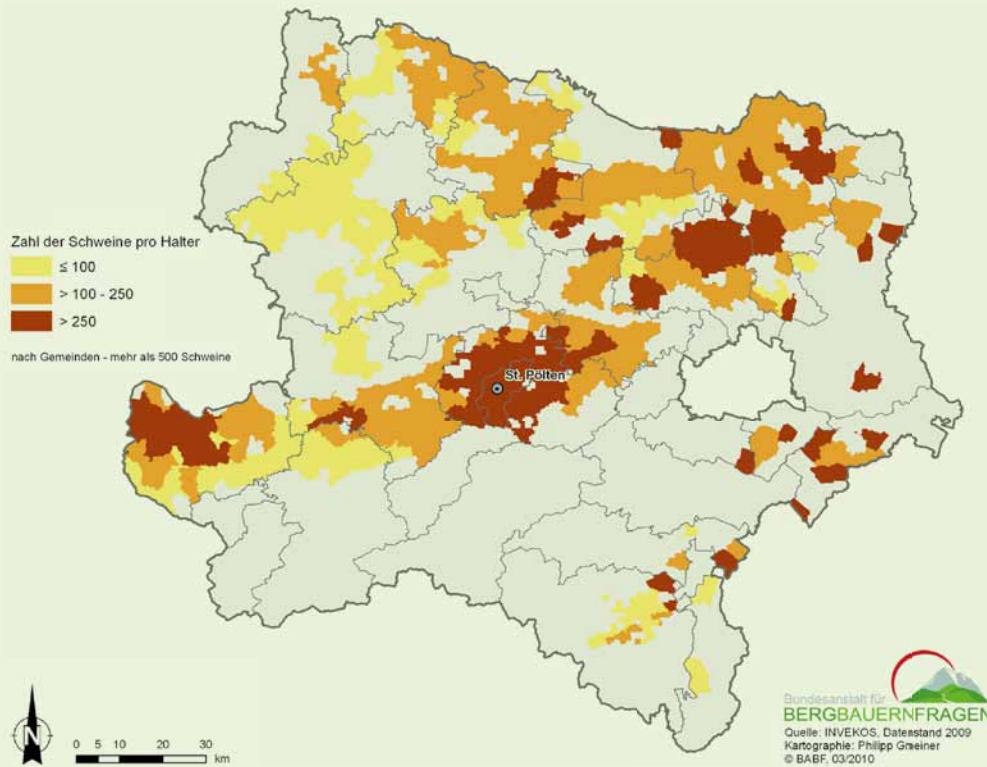 Zahl der Schweine pro Halter
≤ 100
> 100 - 250
> 250
nach Gemeinden - mehr als 500 Schweine
St. Pölten
N
0 5 10 20 30
km
Bundesanstalt für
BERGBAUERNFRAGEN
Quelle: INVEKOS, Datenstand 2009
Kartographie: Philipp Gmeiner
© BABF, 03/2010